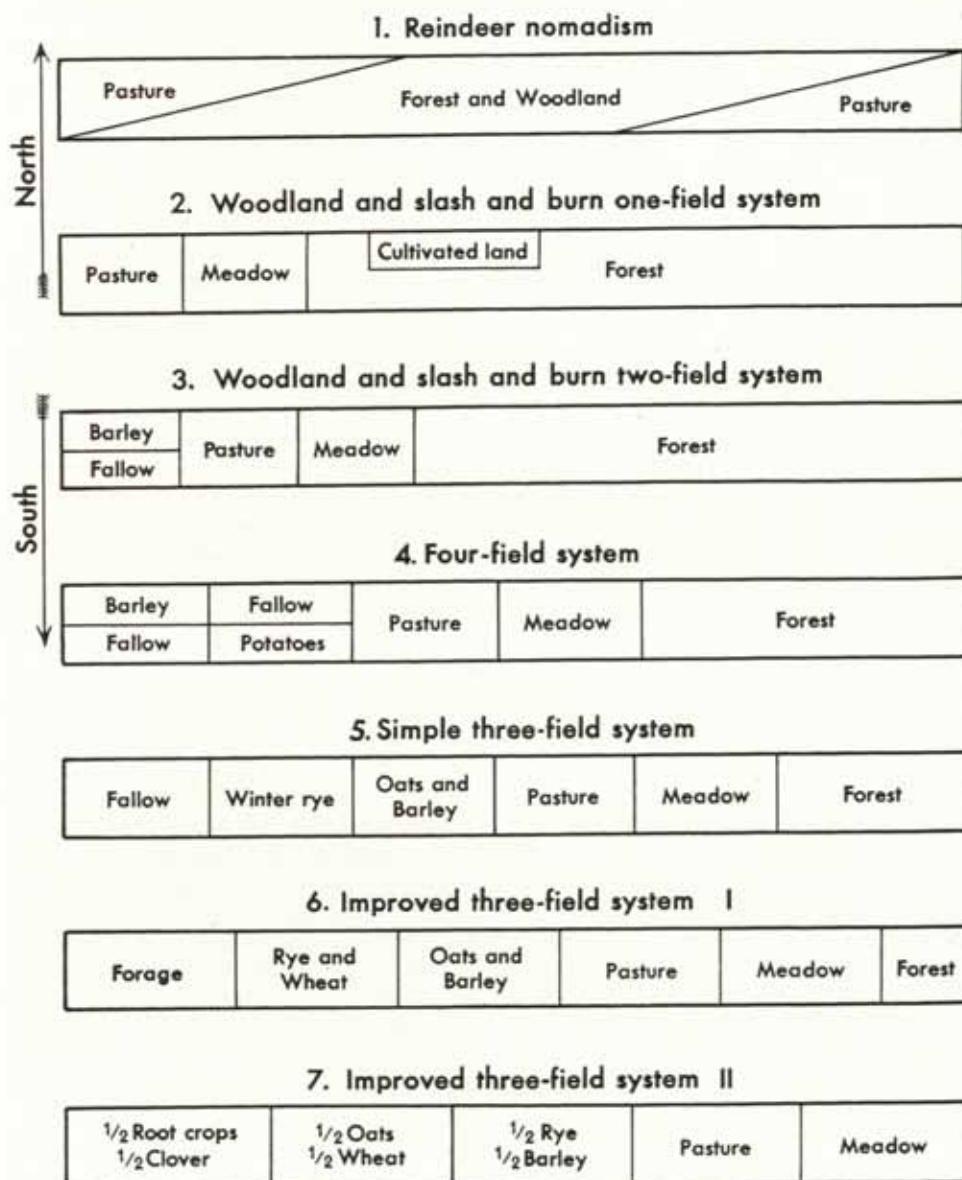 1. Reindeer nomadism
Pasture
Forest and Woodland
Pasture
North
2. Woodland and slash and burn one-field system
Pasture
Meadow
Cultivated land
Forest
3. Woodland and slash and burn two-field system
Barley
Fallow
Pasture
Meadow
Forest
South
4. Four-field system
Barley
Fallow
Fallow
Potatoes
Pasture
Meadow
Forest
5. Simple three-field system
Fallow
Winter rye
Oats and
Barley
Pasture
Meadow
Forest
6. Improved three-field system I
Forage
Rye and
Wheat
Oats and
Barley
Pasture
Meadow
Forest
7. Improved three-field system II
1/2 Root crops
1/2 Clover
1/2 Oats
1/2 Wheat
1/2 Rye
1/2 Barley
Pasture
Meadow